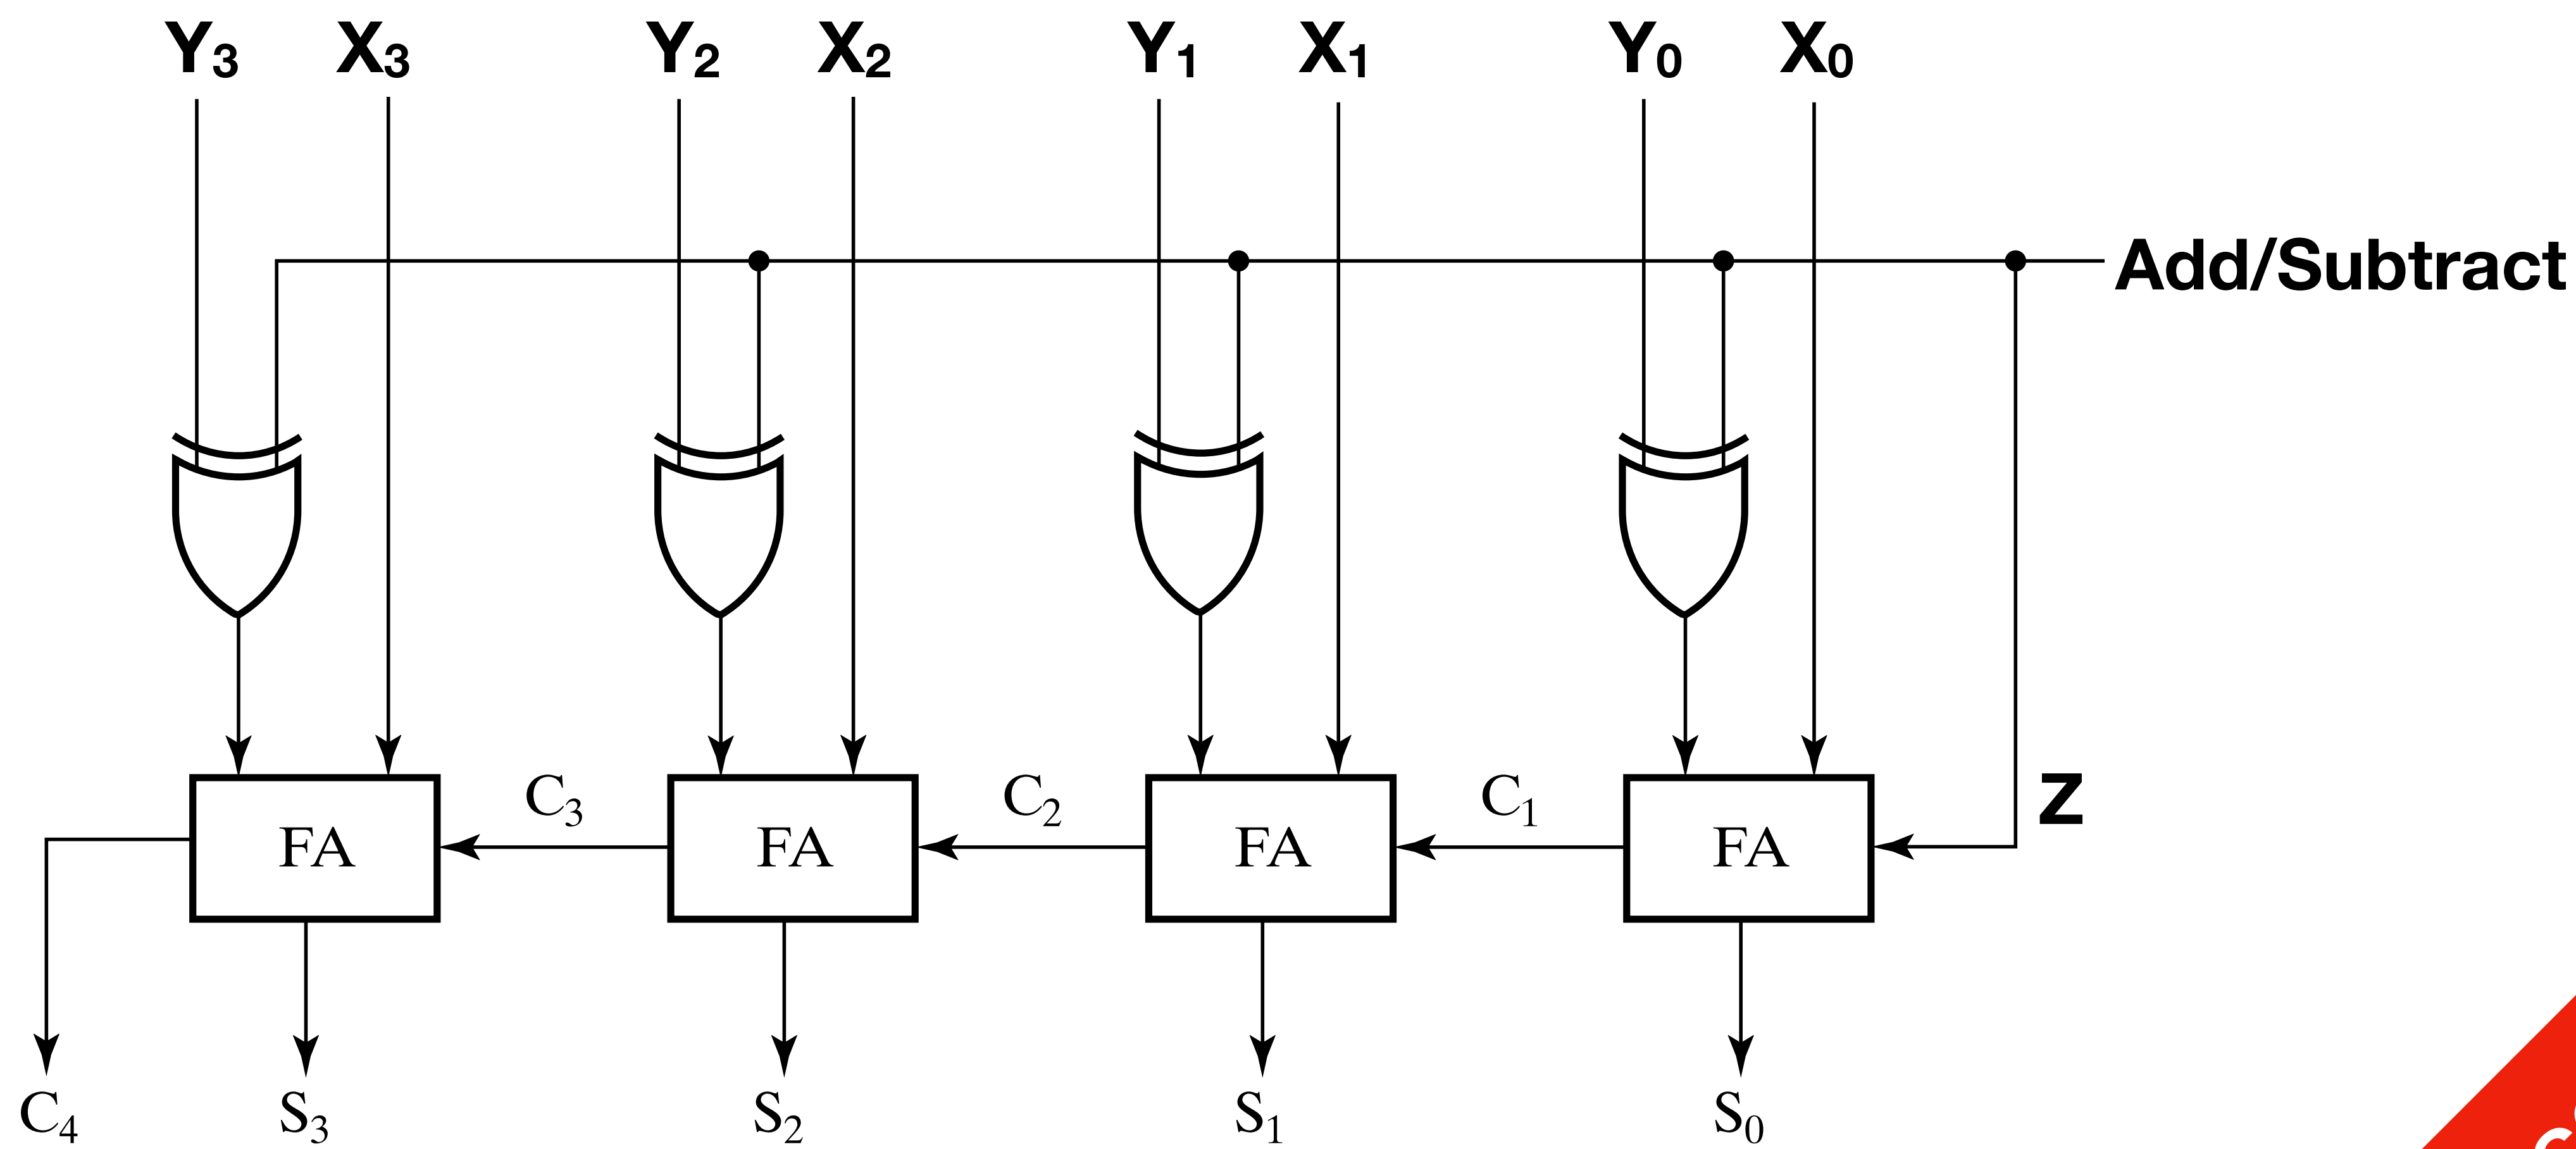 Y3 X3 Y2 X2 Y1 X1 Y0 X0
Add/Subtract
C3 C2 C1 Z
FA FA FA FA
C4 S3 S2 S1 S0